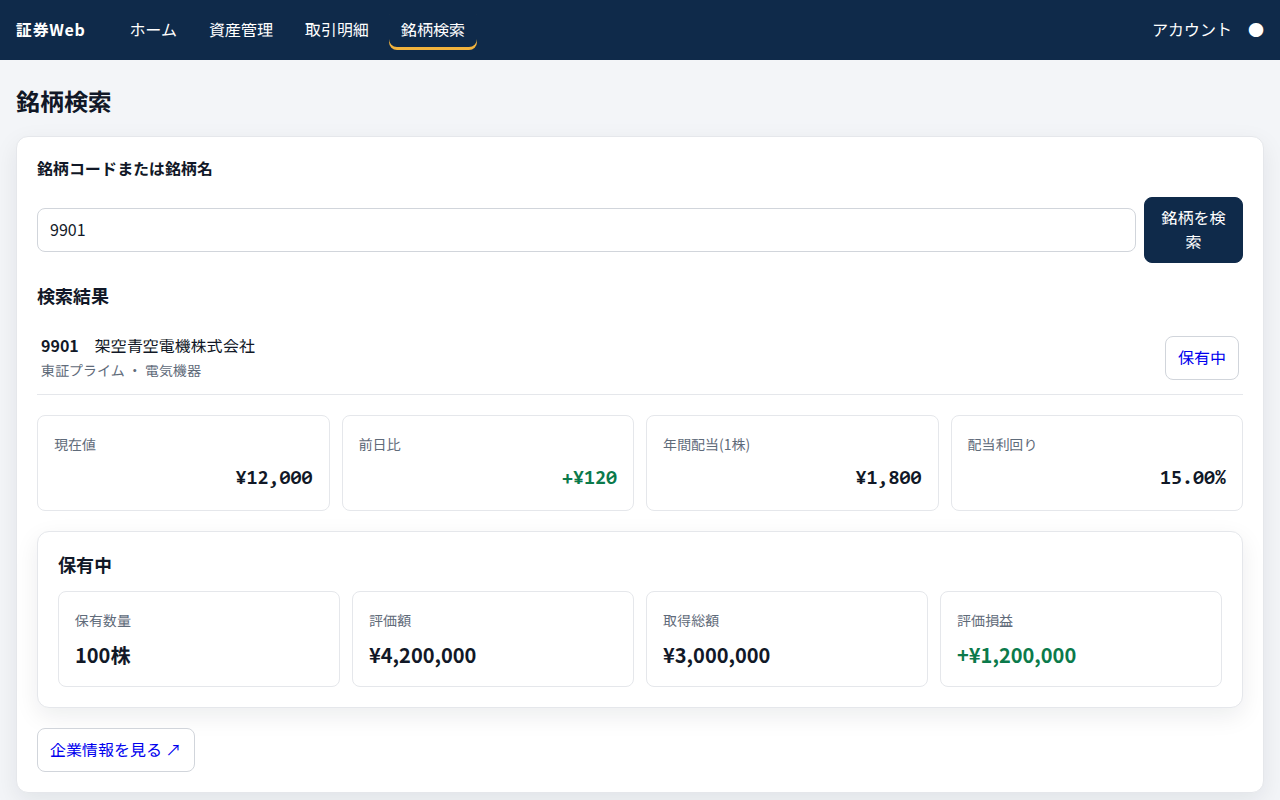 証券Web ホーム 資産管理 取引明細 銘柄検索 アカウント
銘柄検索
銘柄コードまたは銘柄名
9901
銘柄を検
索
検索結果
9901 架空青空電機株式会社
東証プライム ・ 電気機器
保有中
現在値 前日比 年間配当(1株) 配当利回り
¥12,000 +¥120 ¥1,800 15.00%
保有中
保有数量 評価額 取得総額 評価損益
100株 ¥4,200,000 ¥3,000,000 +¥1,200,000
企業情報を見る ↗